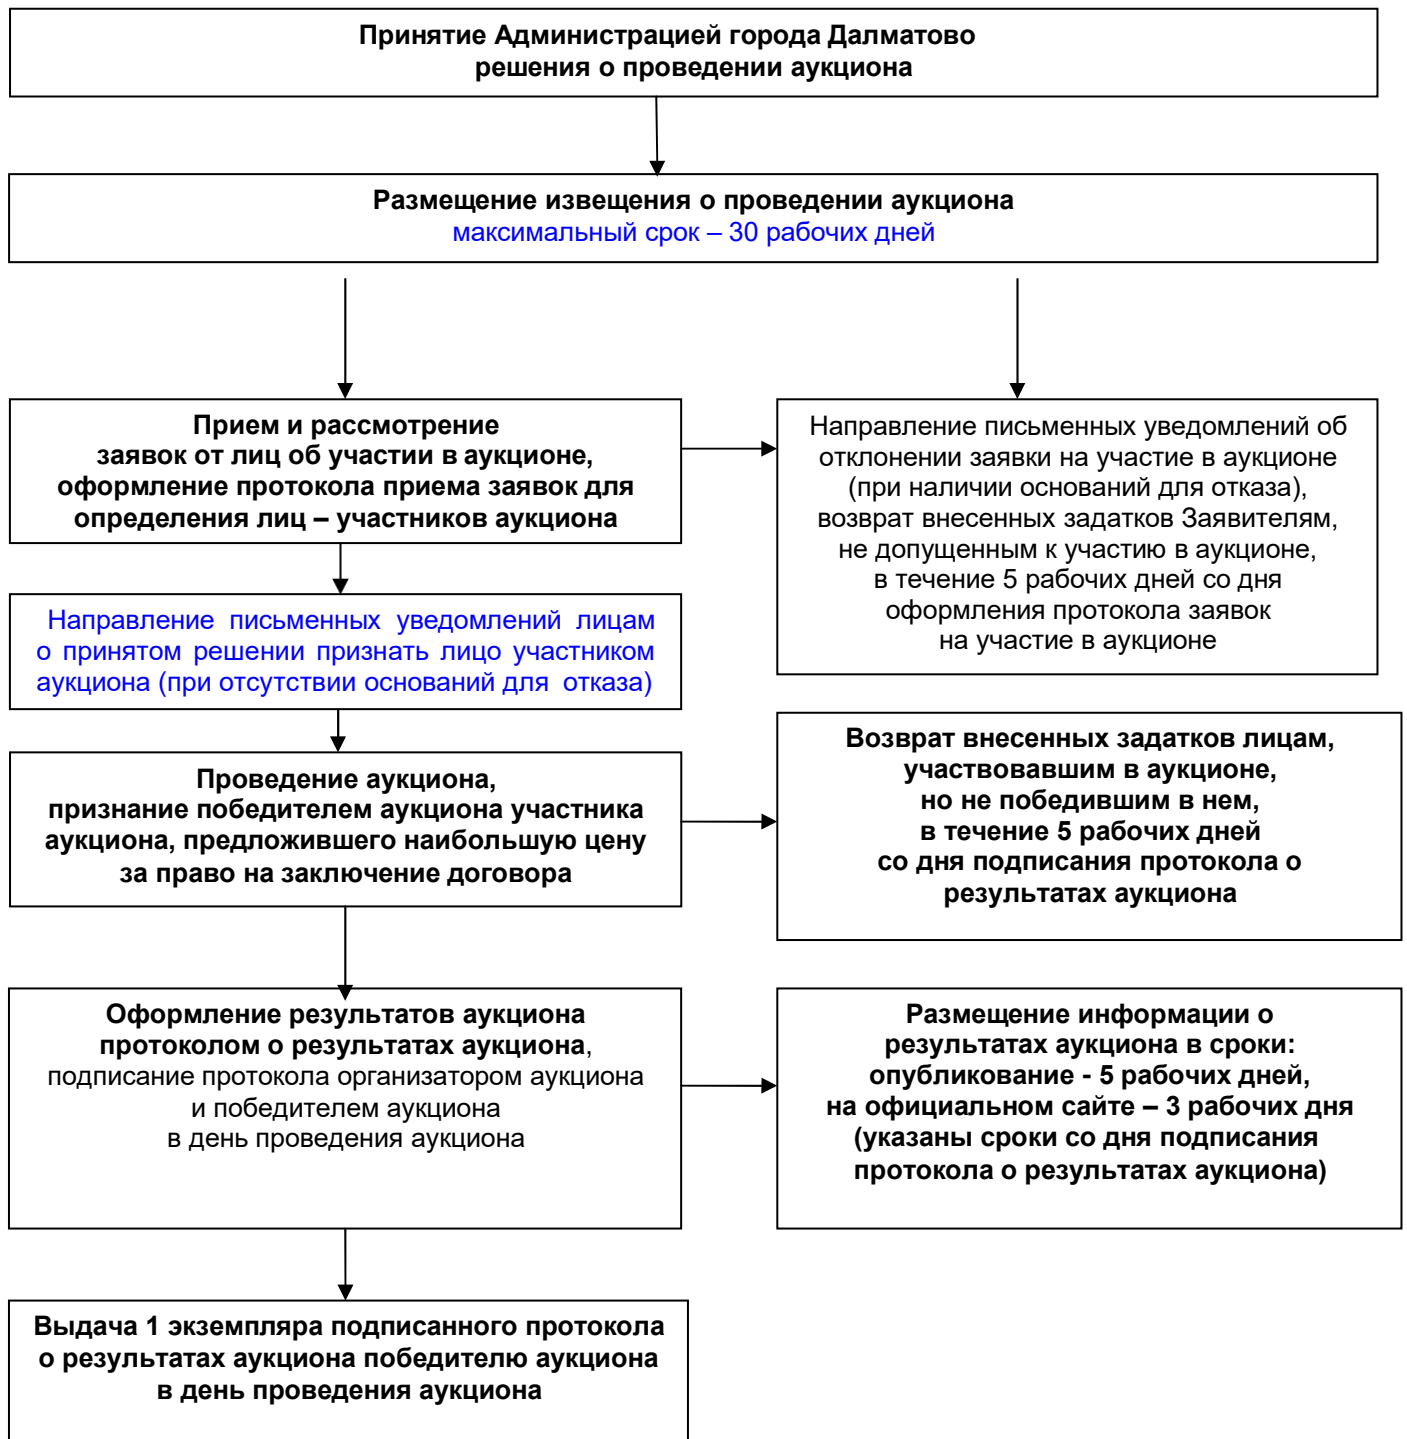 Принятие Администрацией города Далматово
решения о проведении аукциона
Размещение извещения о проведении аукциона
максимальный срок – 30 рабочих дней
Прием и рассмотрение
заявок от лиц об участии в аукционе,
оформление протокола приема заявок для
определения лиц – участников аукциона
Направление письменных уведомлений об
отклонении заявки на участие в аукционе
(при наличии оснований для отказа),
возврат внесенных задатков Заявителям,
не допущенным к участию в аукционе,
в течение 5 рабочих дней со дня
оформления протокола заявок
на участие в аукционе
Направление письменных уведомлений лицам
о принятом решении признать лицо участником
аукциона (при отсутствии оснований для отказа)
Проведение аукциона,
признание победителем аукциона участника
аукциона, предложившего наибольшую цену
за право на заключение договора
Возврат внесенных задатков лицам,
участвовавшим в аукционе,
но не победившим в нем,
в течение 5 рабочих дней
со дня подписания протокола о
результатах аукциона
Оформление результатов аукциона
протоколом о результатах аукциона,
подписание протокола организатором аукциона
и победителем аукциона
в день проведения аукциона
Размещение информации о
результатах аукциона в сроки:
опубликование - 5 рабочих дней,
на официальном сайте – 3 рабочих дня
(указаны сроки со дня подписания
протокола о результатах аукциона)
Выдача 1 экземпляра подписанного протокола
о результатах аукциона победителю аукциона
в день проведения аукциона